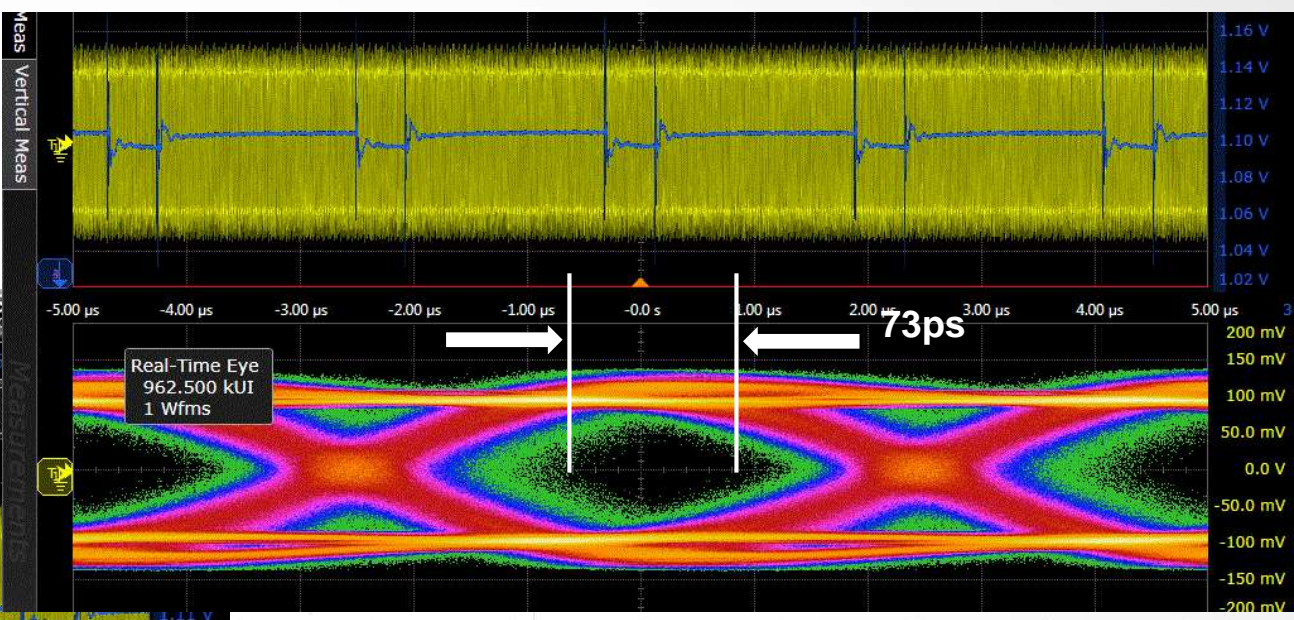 Meas
Vertical Meas
1.16 V
1.14 V
1.12 V
1.10 V
1.08 V
1.06 V
1.04 V
1.02 V
-5.00 µs -4.00 µs -3.00 µs -2.00 µs -1.00 µs -0.0 s 1.00 µs 2.00 µs 3.00 µs 4.00 µs 5.00 µs 3
73ps
Real-Time Eye
962.500 kUI
1 Wfms
200 mV
150 mV
100 mV
50.0 mV
0.0 V
-50.0 mV
-100 mV
-150 mV
-200 mV
Measurements
1.11 V